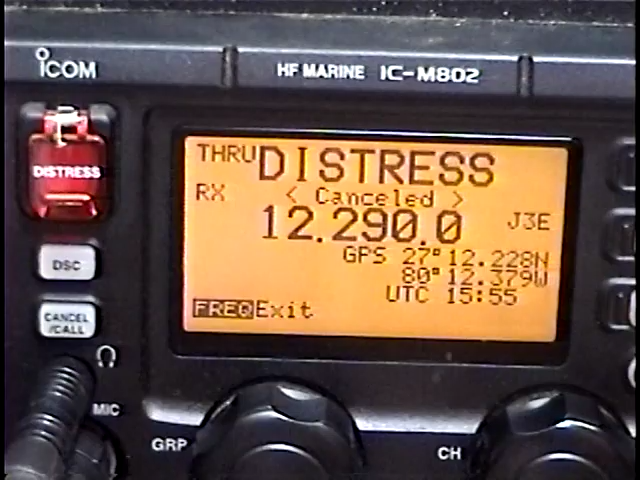 ICOM
HF MARINE IC-M802
DISTRESS
THRU DISTRESS
RX < Canceled >
12.290.0 J3E
GPS 27° 12.228N
80° 12.379W
UTC 15:55
FREQ Exit
DSC
CANCEL
/CALL
MIC
GRP
CH